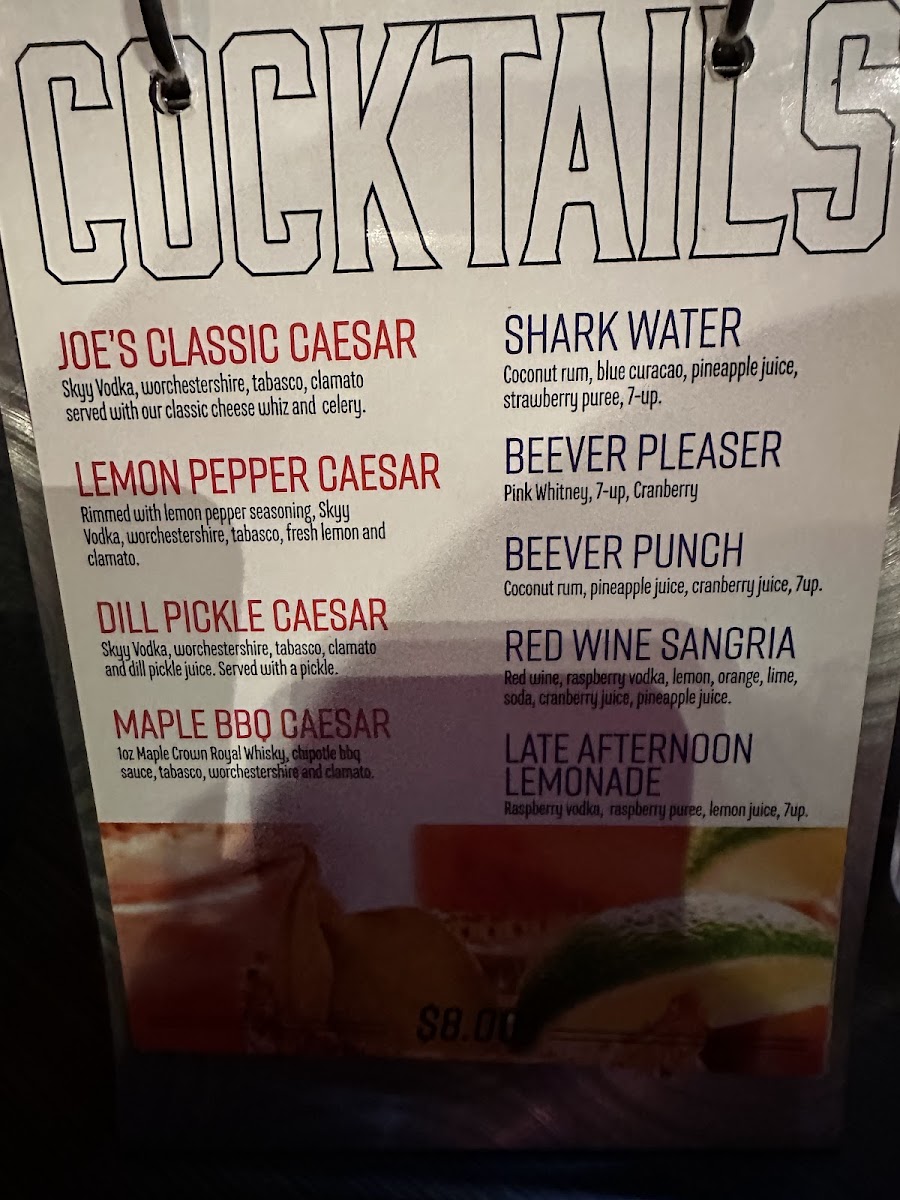 COCKTAILS
JOE'S CLASSIC CAESAR
Skyy Vodka, worchestershire, tabasco, clamato
served with our classic cheese whiz and celery.
LEMON PEPPER CAESAR
Rimmed with lemon pepper seasoning, Skyy
Vodka, worchestershire, tabasco, fresh lemon and
clamato.
DILL PICKLE CAESAR
Skyy Vodka, worchestershire, tabasco, clamato
and dill pickle juice. Served with a pickle.
MAPLE BBQ CAESAR
1oz Maple Crown Royal Whisky, chipotle bbq
sauce, tabasco, worchestershire and clamato.
SHARK WATER
Coconut rum, blue curacao, pineapple juice,
strawberry puree, 7-up.
BEEVER PLEASER
Pink Whitney, 7-up, Cranberry
BEEVER PUNCH
Coconut rum, pineapple juice, cranberry juice, 7up.
RED WINE SANGRIA
Red wine, raspberry vodka, lemon, orange, lime,
soda, cranberry juice, pineapple juice.
LATE AFTERNOON
LEMONADE
Raspberry vodka, raspberry puree, lemon juice, 7up.
$8.00